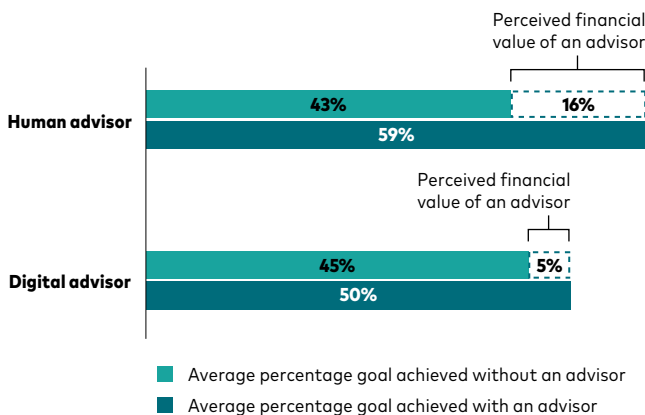 Perceived financial
value of an advisor
Human advisor
43%
16%
59%
Perceived financial
value of an advisor
Digital advisor
45%
5%
50%
Average percentage goal achieved without an advisor
Average percentage goal achieved with an advisor